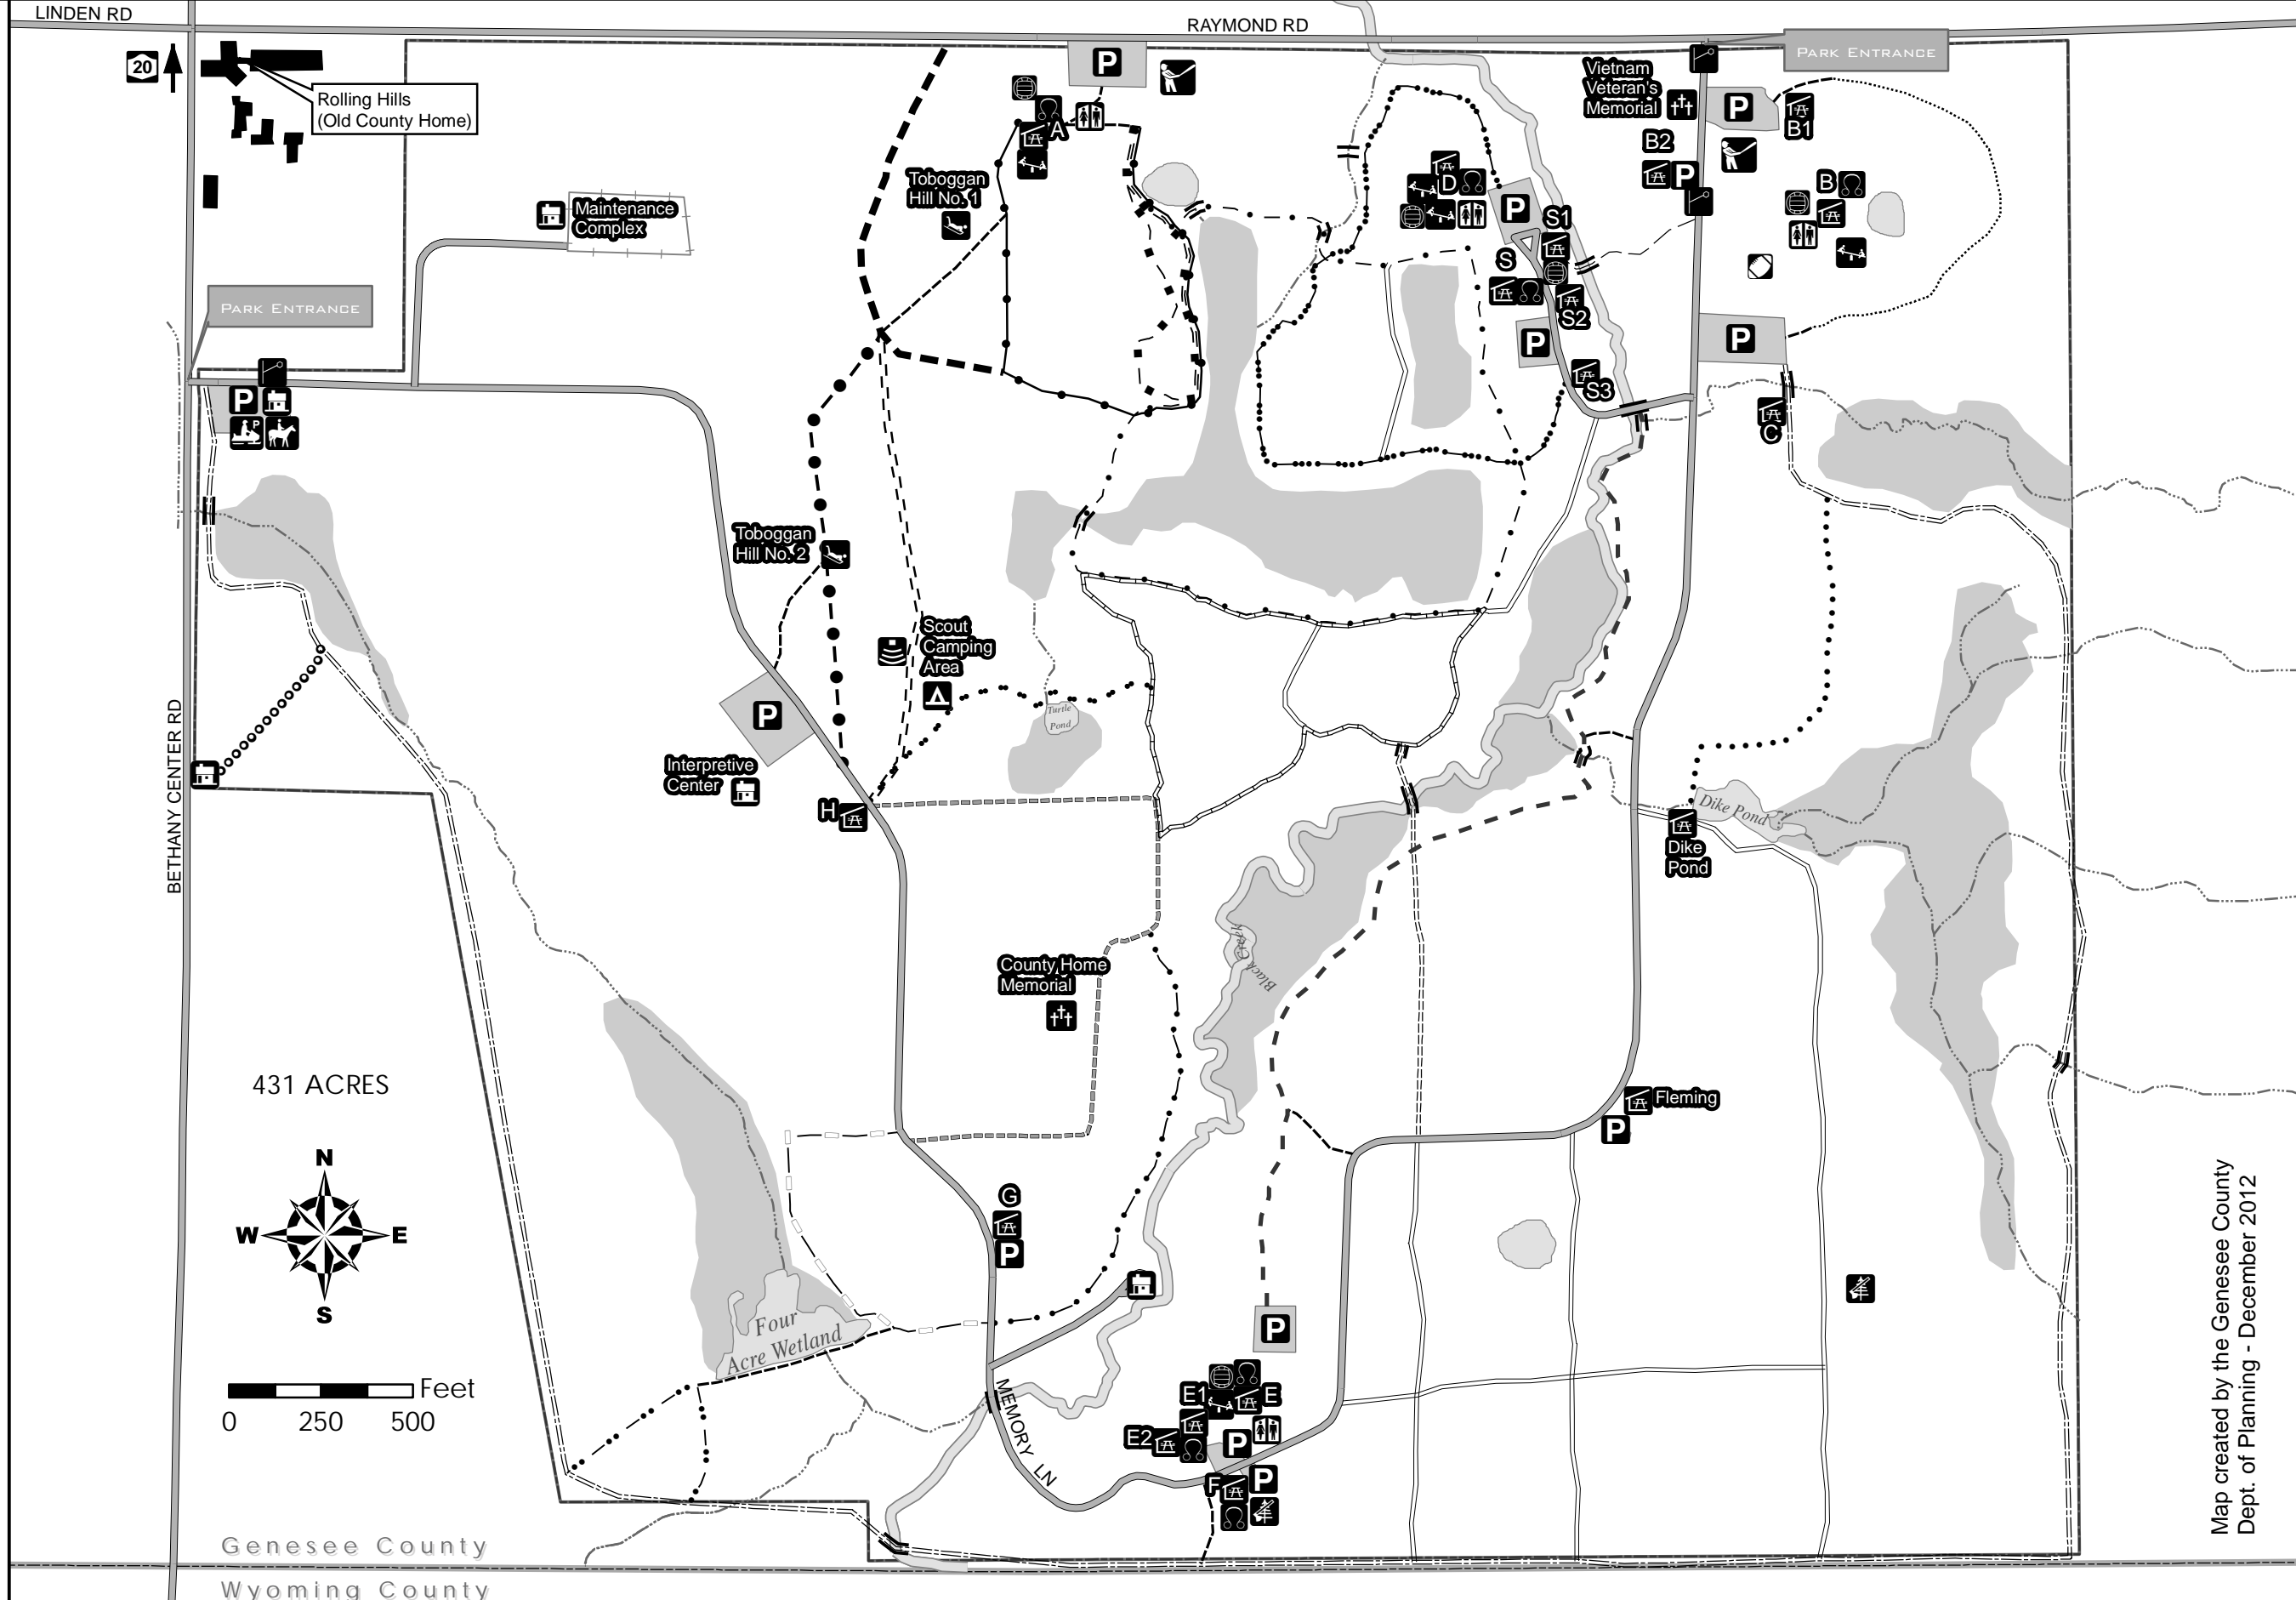 LINDEN RD
RAYMOND RD
PARK ENTRANCE
20
Rolling Hills
(Old County Home)
P
Vietnam
Veteran's
Memorial
P
B1
A
B2
P
B
Toboggan
Hill No. 1
D
P
S1
Maintenance
Complex
S
S2
PARK ENTRANCE
P
P
S3
P
P
C
Toboggan
Hill No. 2
Scout
Camping
Area
P
Turtle
Pond
Interpretive
Center
H
Dike Pond
Dike
Pond
BETHANY CENTER RD
Black Creek
County Home
Memorial
431 ACRES
Fleming
P
N
W E
S
G
P
Four
Acre Wetland
P
Feet
0 250 500
MEMORY LN
E1
E
E2
P
F
P
Genesee County
Wyoming County
Map created by the Genesee County
Dept. of Planning - December 2012